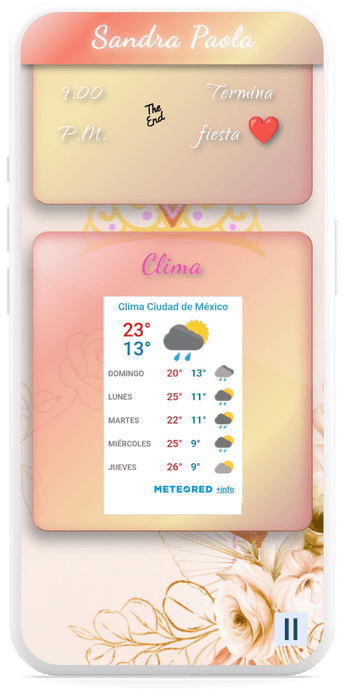 Sandra Paola
9:00 Termina
The
End
P.M. fiesta
Clima
Clima Ciudad de México
23°
13°
DOMINGO 20° 13°
LUNES 25° 11°
MARTES 22° 11°
MIÉRCOLES 25° 9°
JUEVES 26° 9°
METEORED +info